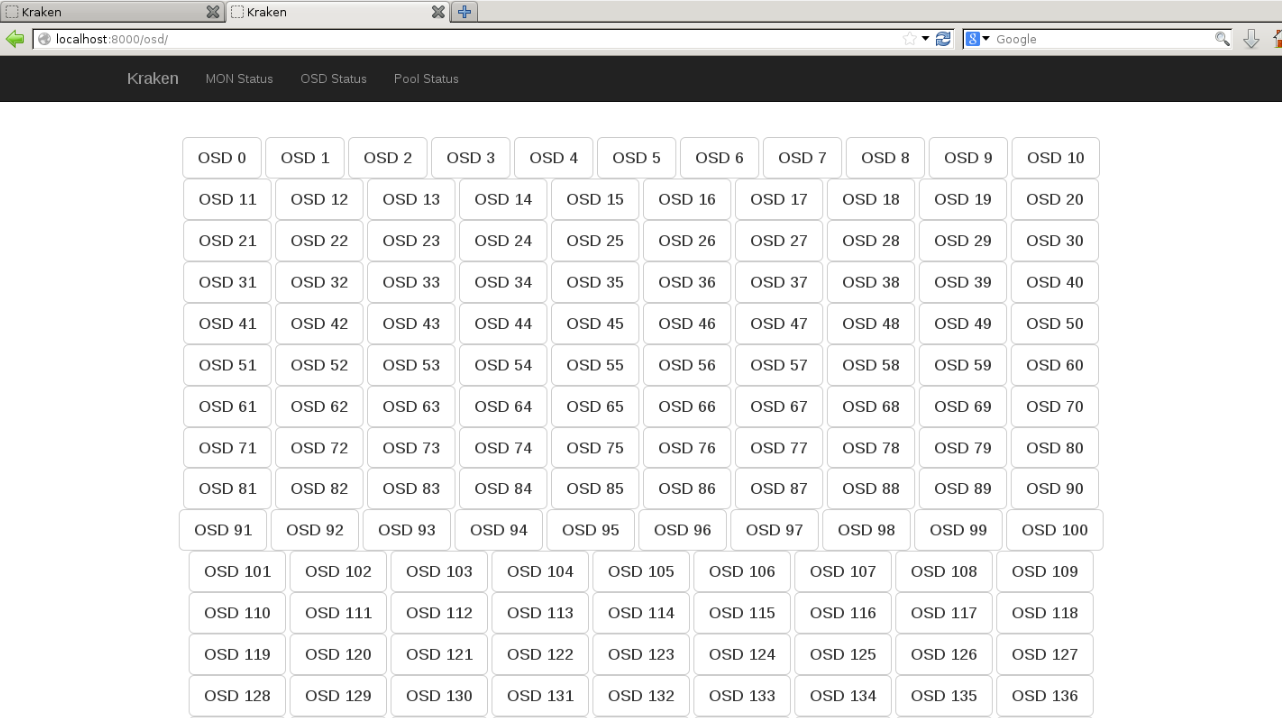 Kraken Kraken
localhost:8000/osd/ Google
Kraken MON Status OSD Status Pool Status
OSD 0 OSD 1 OSD 2 OSD 3 OSD 4 OSD 5 OSD 6 OSD 7 OSD 8 OSD 9 OSD 10
OSD 11 OSD 12 OSD 13 OSD 14 OSD 15 OSD 16 OSD 17 OSD 18 OSD 19 OSD 20
OSD 21 OSD 22 OSD 23 OSD 24 OSD 25 OSD 26 OSD 27 OSD 28 OSD 29 OSD 30
OSD 31 OSD 32 OSD 33 OSD 34 OSD 35 OSD 36 OSD 37 OSD 38 OSD 39 OSD 40
OSD 41 OSD 42 OSD 43 OSD 44 OSD 45 OSD 46 OSD 47 OSD 48 OSD 49 OSD 50
OSD 51 OSD 52 OSD 53 OSD 54 OSD 55 OSD 56 OSD 57 OSD 58 OSD 59 OSD 60
OSD 61 OSD 62 OSD 63 OSD 64 OSD 65 OSD 66 OSD 67 OSD 68 OSD 69 OSD 70
OSD 71 OSD 72 OSD 73 OSD 74 OSD 75 OSD 76 OSD 77 OSD 78 OSD 79 OSD 80
OSD 81 OSD 82 OSD 83 OSD 84 OSD 85 OSD 86 OSD 87 OSD 88 OSD 89 OSD 90
OSD 91 OSD 92 OSD 93 OSD 94 OSD 95 OSD 96 OSD 97 OSD 98 OSD 99 OSD 100
OSD 101 OSD 102 OSD 103 OSD 104 OSD 105 OSD 106 OSD 107 OSD 108 OSD 109
OSD 110 OSD 111 OSD 112 OSD 113 OSD 114 OSD 115 OSD 116 OSD 117 OSD 118
OSD 119 OSD 120 OSD 121 OSD 122 OSD 123 OSD 124 OSD 125 OSD 126 OSD 127
OSD 128 OSD 129 OSD 130 OSD 131 OSD 132 OSD 133 OSD 134 OSD 135 OSD 136